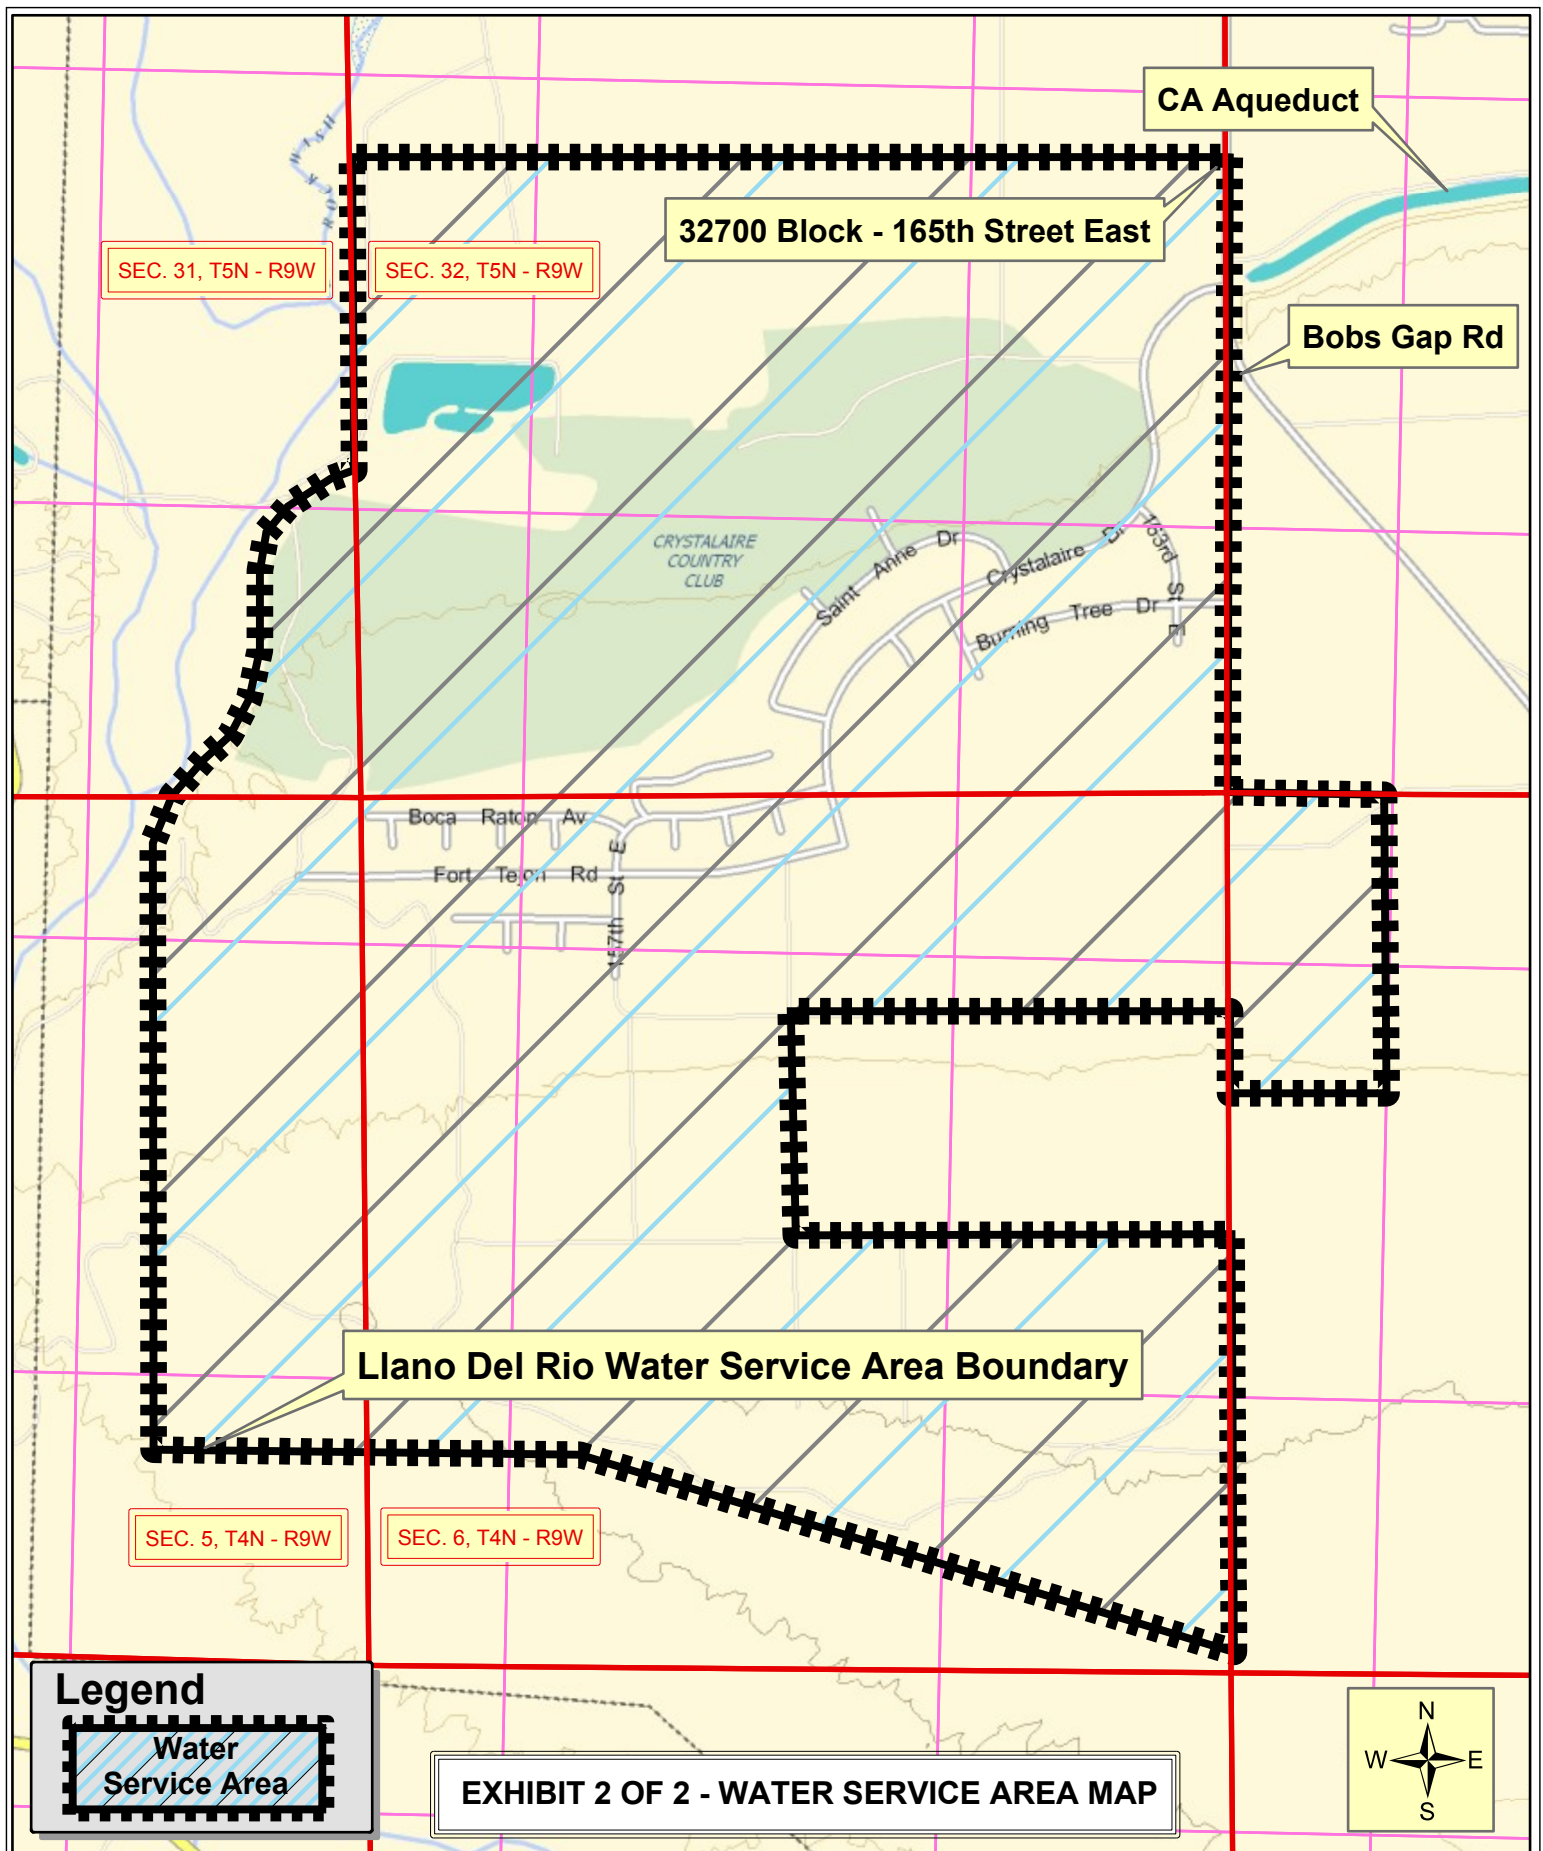 CA Aqueduct
ROCK WASH
32700 Block - 165th Street East
SEC. 31, T5N - R9W
SEC. 32, T5N - R9W
Bobs Gap Rd
CRYSTALAIRE
COUNTRY
CLUB
Saint Anne Dr
Crystalaire Dr
163rd St E
Burning Tree Dr
Boca Raton Av
Fort Tejon Rd
157th St E
Llano Del Rio Water Service Area Boundary
SEC. 5, T4N - R9W
SEC. 6, T4N - R9W
Legend
Water
Service Area
EXHIBIT 2 OF 2 - WATER SERVICE AREA MAP
N
W E
S